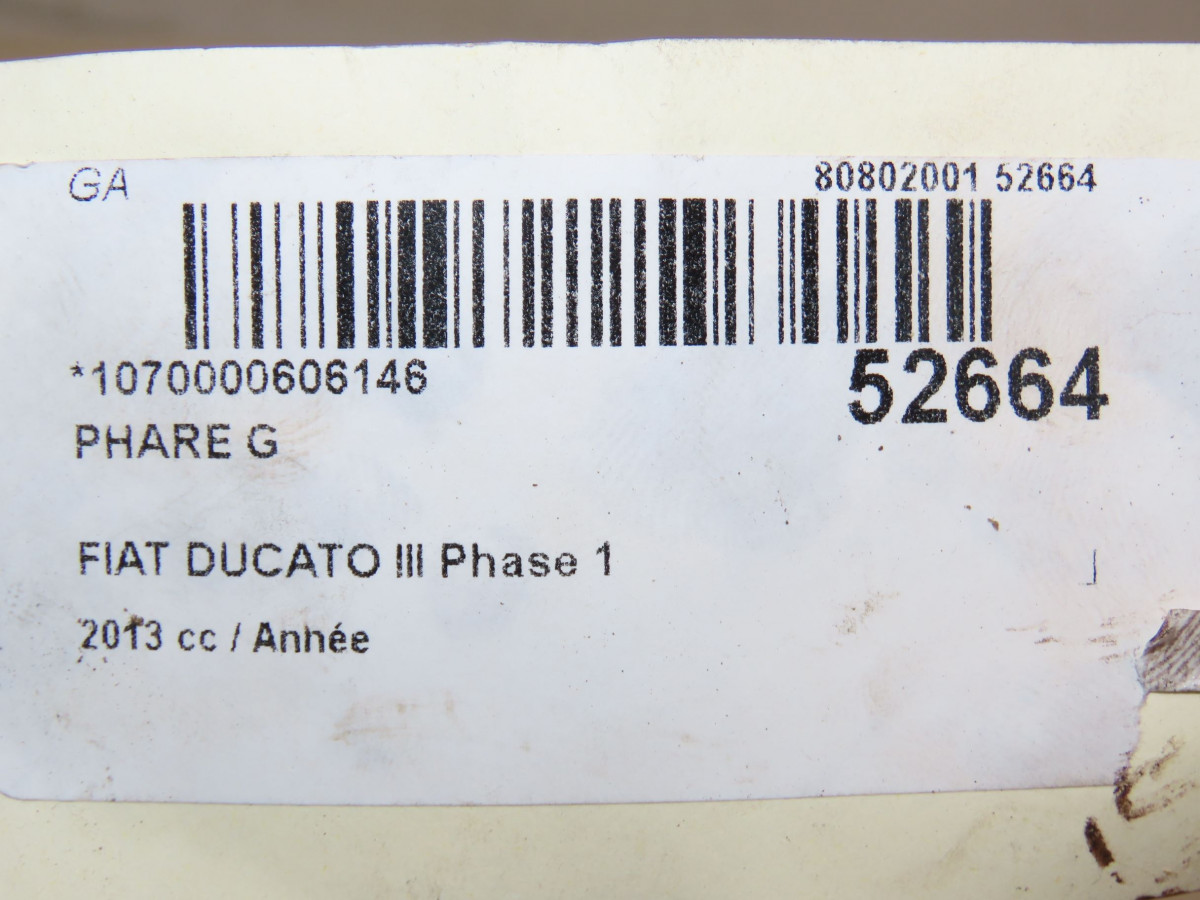 GA 80802001 52664
*1070000606146 52664
PHARE G
FIAT DUCATO III Phase 1
2013 cc / Année